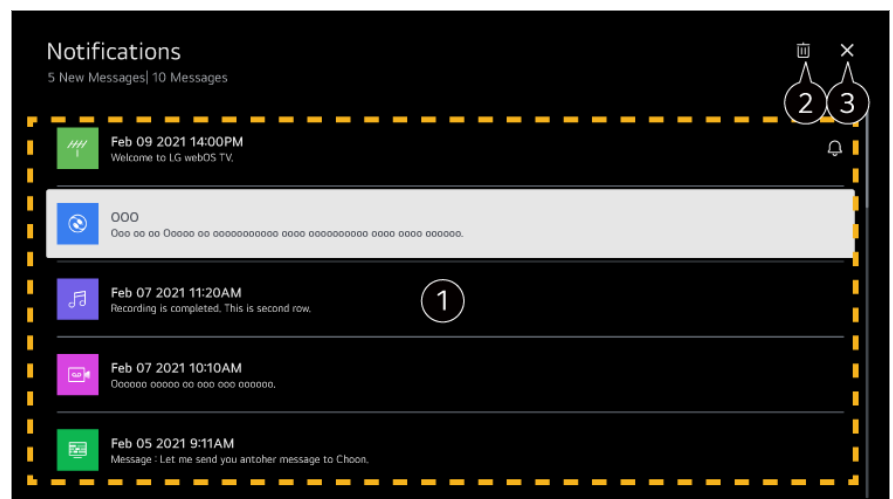 Notifications
5 New Messages| 10 Messages
2
3
Feb 09 2021 14:00PM
Welcome to LG webOS TV.
OOO
Ooo oo oo Ooooo oo ooooooooooo oooo oooooooooo oooo oooo oooooo.
Feb 07 2021 11:20AM
Recording is completed. This is second row.
1
Feb 07 2021 10:10AM
Oooooo ooooo oo ooo ooo oooooo.
Feb 05 2021 9:11AM
Message : Let me send you antoher message to Choon.